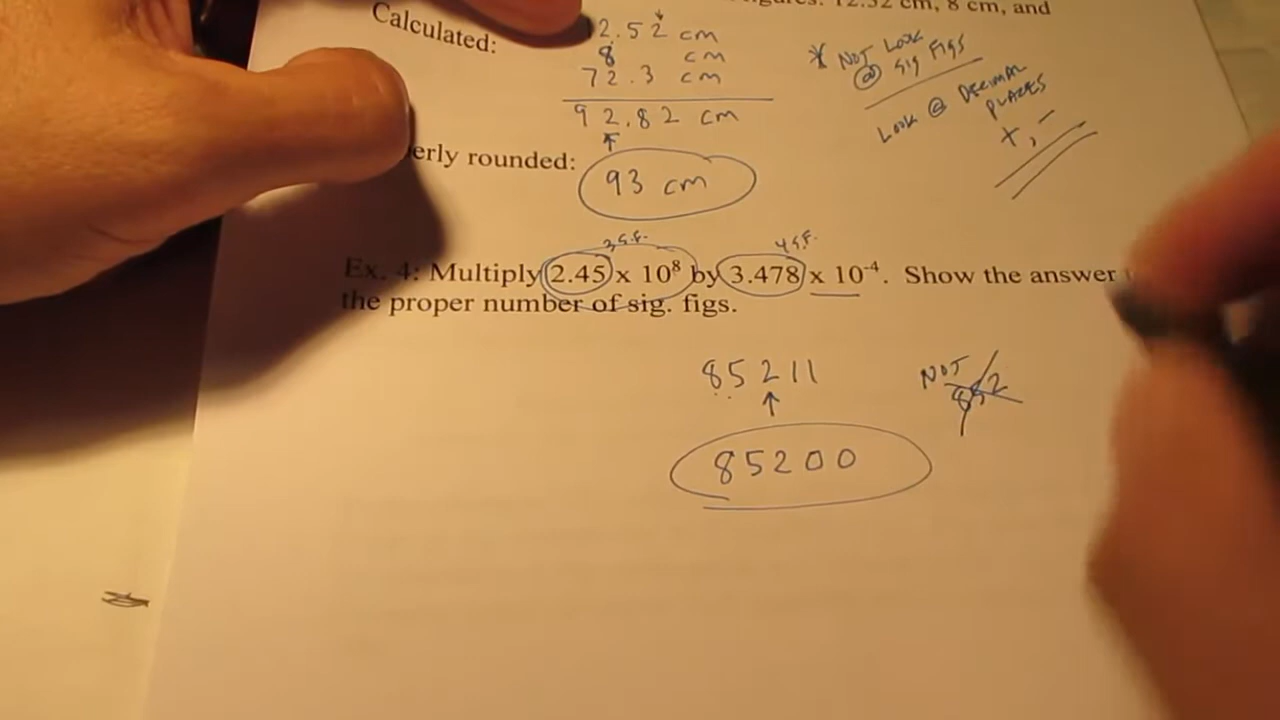 12.52 cm, 8 cm, and
Calculated:
2.52 cm
8 cm
72.3 cm
92.82 cm
* NOT LOOK
@ SIG FIGS
LOOK @ DECIMAL
PLACES
+, -
erly rounded:
93 cm
3 S.F.
4 S.F.
Ex. 4: Multiply 2.45 x 10⁸ by 3.478 x 10⁻⁴. Show the answer
the proper number of sig. figs.
85211
NOT
852
85200